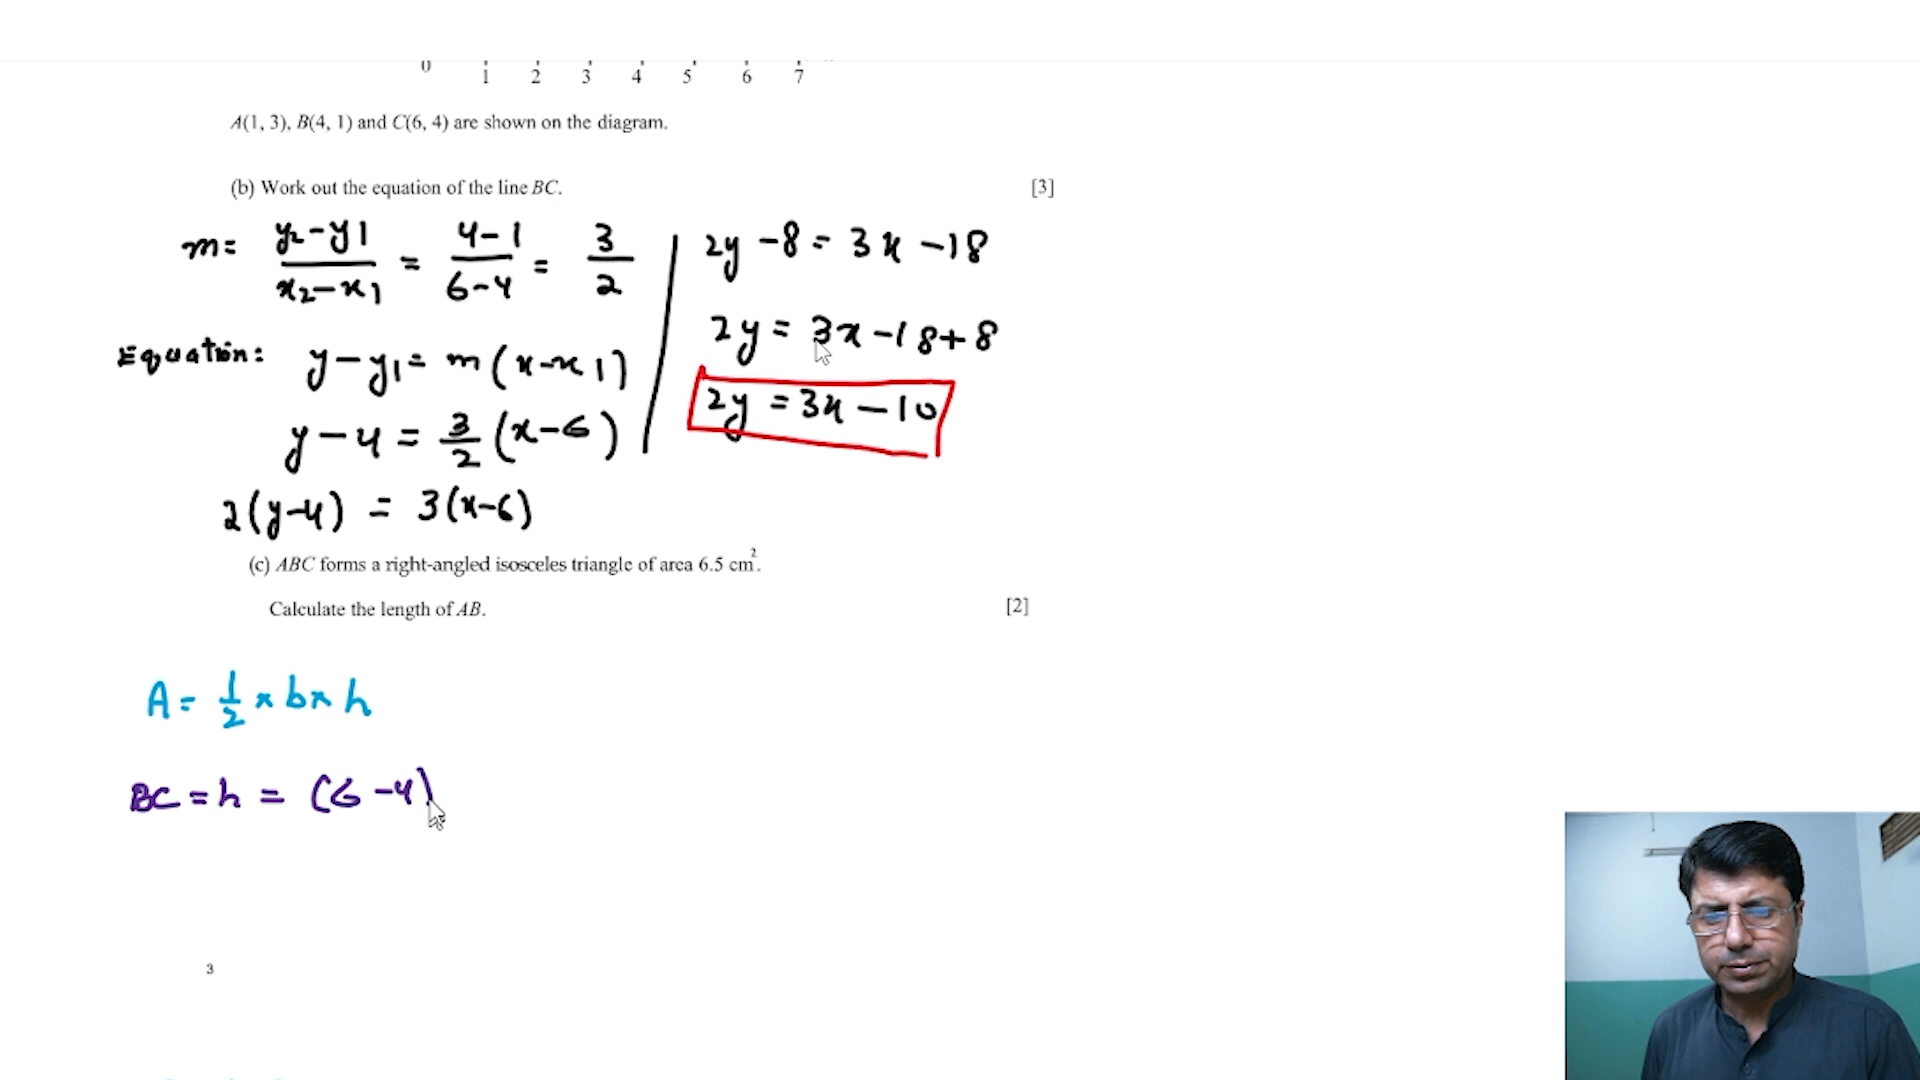 0 1 2 3 4 5 6 7
A(1, 3), B(4, 1) and C(6, 4) are shown on the diagram.
(b) Work out the equation of the line BC. [3]
m = (y2-y1)/(x2-x1) = (4-1)/(6-4) = 3/2
Equation: y-y1 = m(x-x1)
y-4 = 3/2 (x-6)
2(y-4) = 3(x-6)
2y-8 = 3x-18
2y = 3x-18+8
2y = 3x-10
(c) ABC forms a right-angled isosceles triangle of area 6.5 cm².
Calculate the length of AB. [2]
A = 1/2 × b × h
BC = h = (6-4)
3